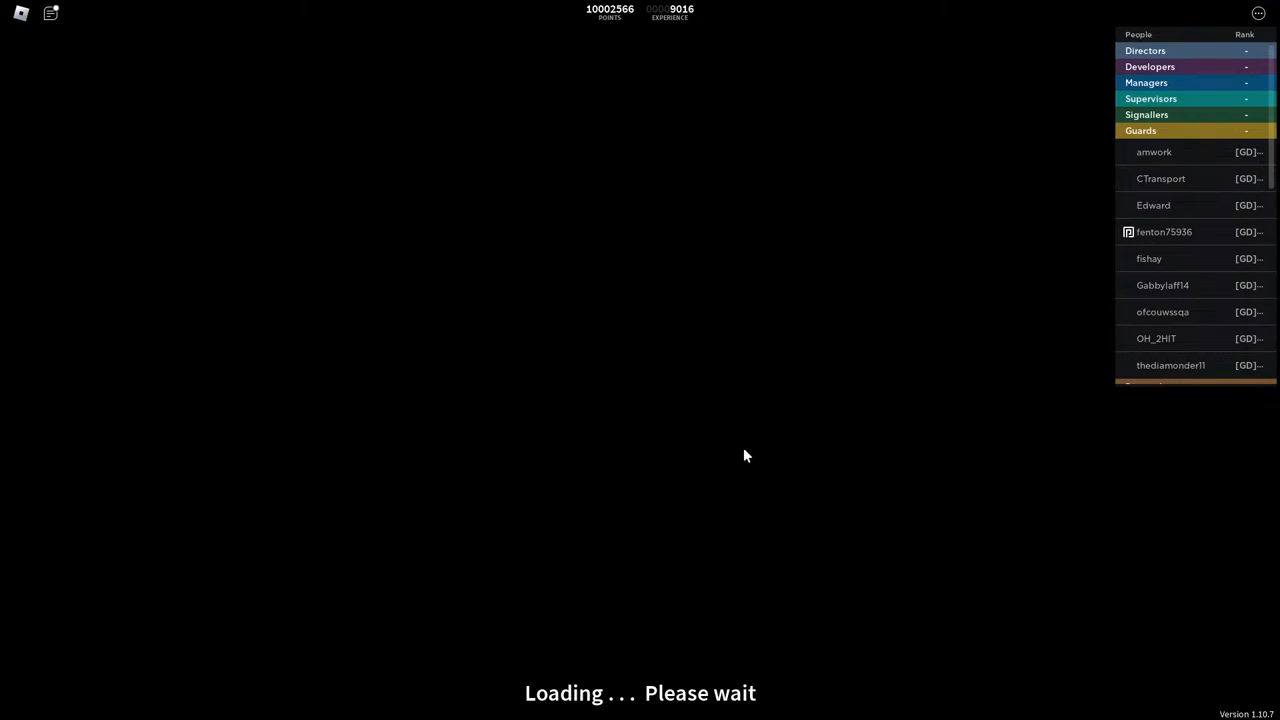 10002566
POINTS
00009016
EXPERIENCE
People Rank
Directors -
Developers -
Managers -
Supervisors -
Signallers -
Guards -
amwork [GD]...
CTransport [GD]...
Edward [GD]...
fenton75936 [GD]...
fishay [GD]...
Gabbylaff14 [GD]...
ofcouwssqa [GD]...
OH_2HIT [GD]...
thediamonder11 [GD]...
Loading . . . Please wait
Version 1.10.7